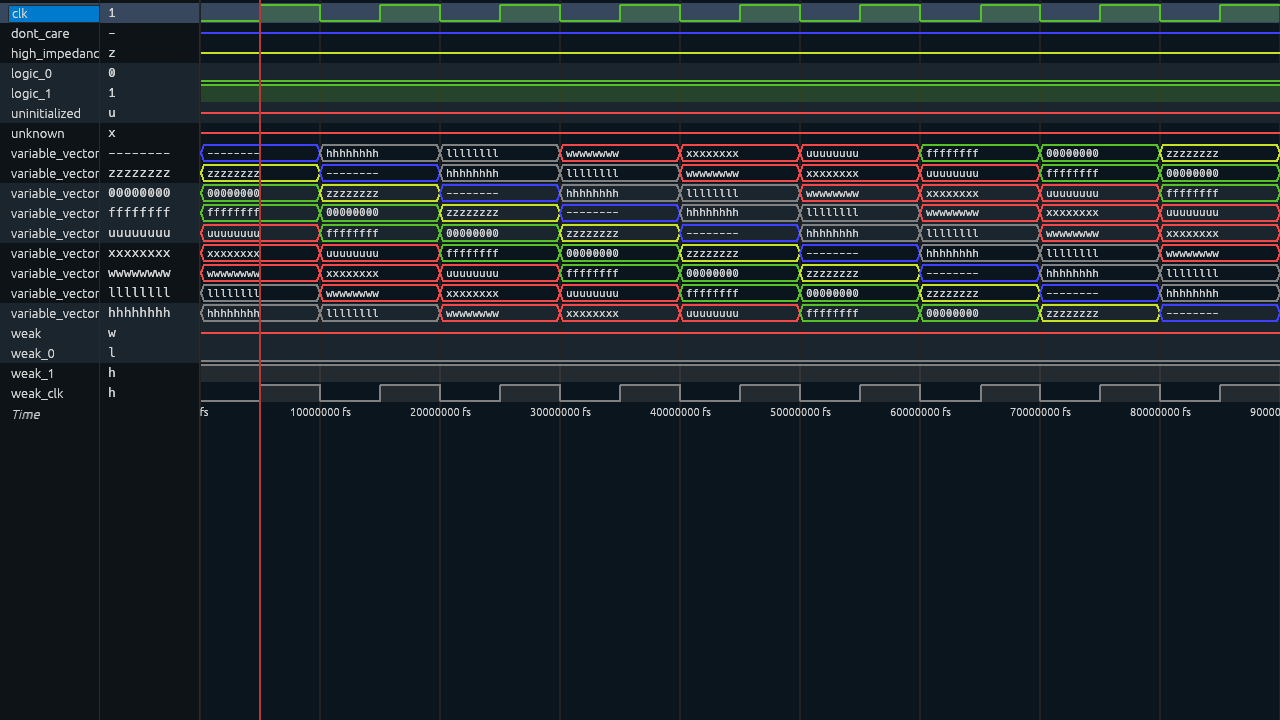 clk 1
dont_care –
high_impedanc z
logic_0 0
logic_1 1
uninitialized u
unknown x
variable_vector -------- -------- hhhhhhhh llllllll wwwwwwww xxxxxxxx uuuuuuuu ffffffff 00000000 zzzzzzzz
variable_vector zzzzzzzz zzzzzzzz -------- hhhhhhhh llllllll wwwwwwww xxxxxxxx uuuuuuuu ffffffff 00000000
variable_vector 00000000 00000000 zzzzzzzz -------- hhhhhhhh llllllll wwwwwwww xxxxxxxx uuuuuuuu ffffffff
variable_vector ffffffff ffffffff 00000000 zzzzzzzz -------- hhhhhhhh llllllll wwwwwwww xxxxxxxx uuuuuuuu
variable_vector uuuuuuuu uuuuuuuu ffffffff 00000000 zzzzzzzz -------- hhhhhhhh llllllll wwwwwwww xxxxxxxx
variable_vector xxxxxxxx xxxxxxxx uuuuuuuu ffffffff 00000000 zzzzzzzz -------- hhhhhhhh llllllll wwwwwwww
variable_vector wwwwwwww wwwwwwww xxxxxxxx uuuuuuuu ffffffff 00000000 zzzzzzzz -------- hhhhhhhh llllllll
variable_vector llllllll llllllll wwwwwwww xxxxxxxx uuuuuuuu ffffffff 00000000 zzzzzzzz -------- hhhhhhhh
variable_vector hhhhhhhh hhhhhhhh llllllll wwwwwwww xxxxxxxx uuuuuuuu ffffffff 00000000 zzzzzzzz --------
weak w
weak_0 l
weak_1 h
weak_clk h
Time fs 10000000 fs 20000000 fs 30000000 fs 40000000 fs 50000000 fs 60000000 fs 70000000 fs 80000000 fs 90000